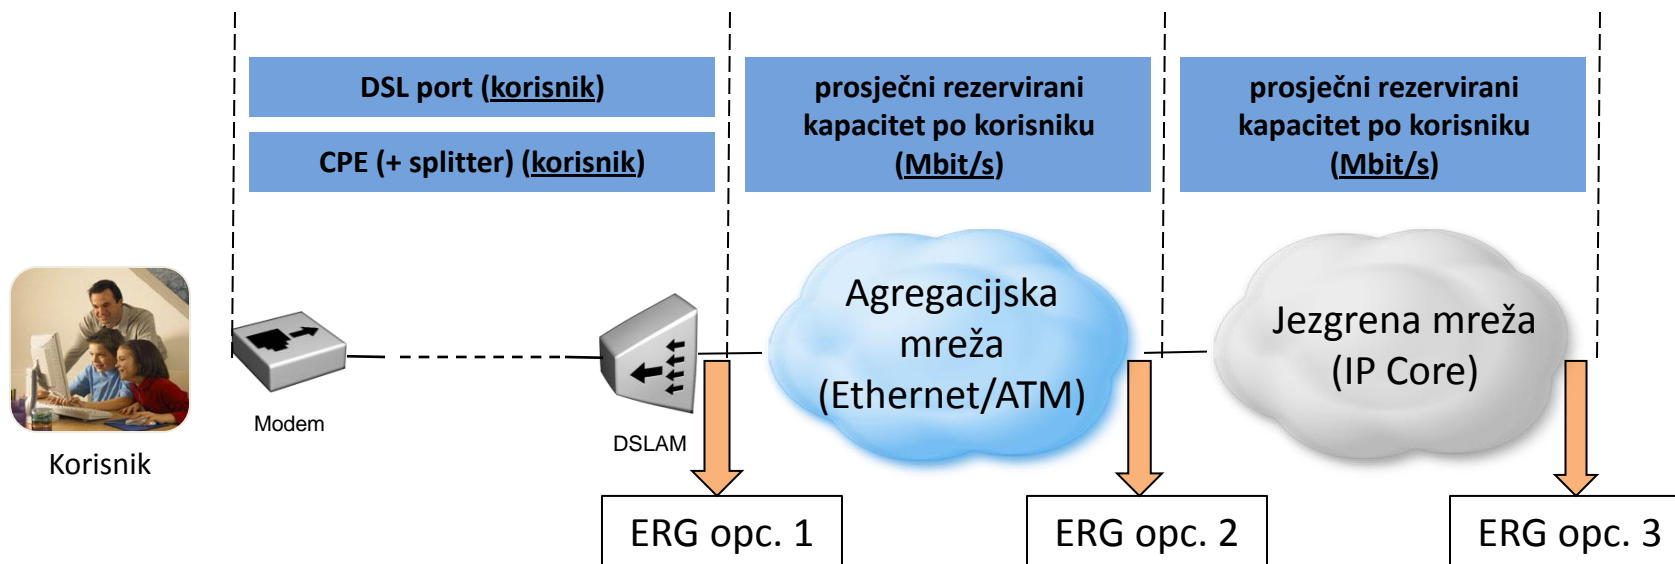 DSL port (korisnik)
CPE (+ splitter) (korisnik)
prosječni rezervirani
kapacitet po korisniku
(Mbit/s)
prosječni rezervirani
kapacitet po korisniku
(Mbit/s)
Korisnik
Modem
DSLAM
Agregacijska
mreža
(Ethernet/ATM)
Jezgrena mreža
(IP Core)
ERG opc. 1
ERG opc. 2
ERG opc. 3